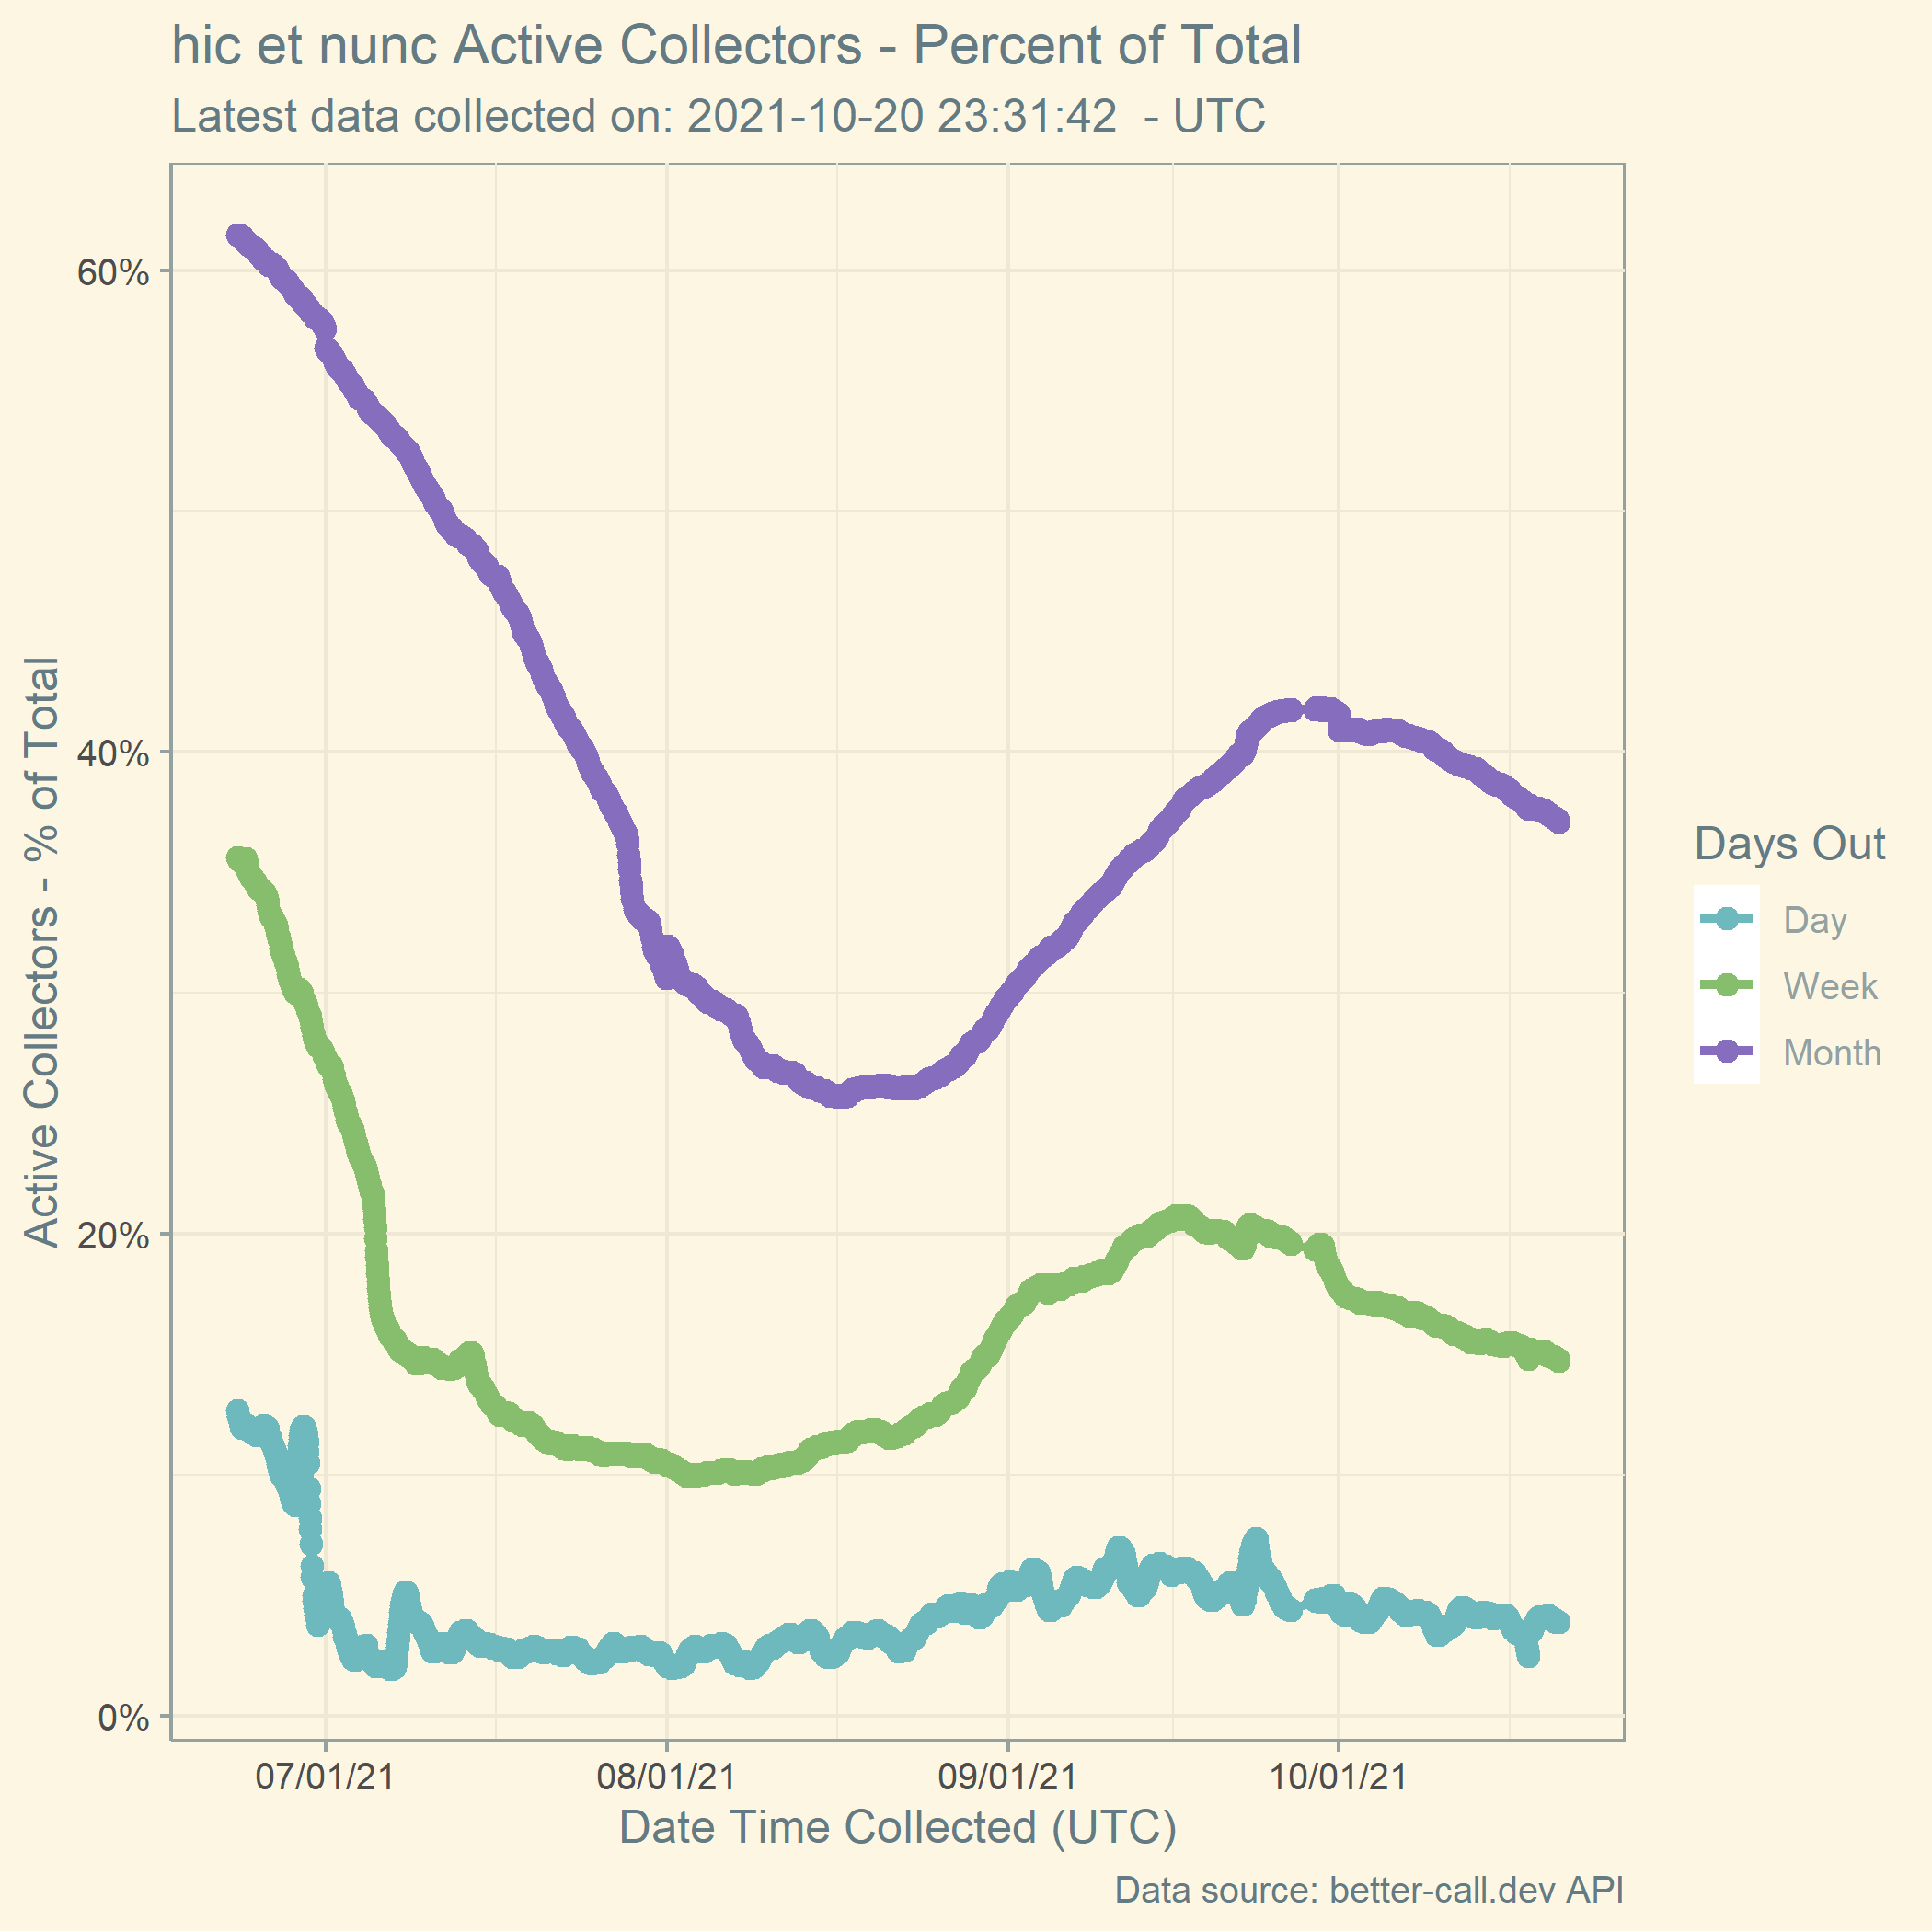 hic et nunc Active Collectors - Percent of Total
Latest data collected on: 2021-10-20 23:31:42  - UTC
Active Collectors - % of Total
60%
40%
20%
0%
07/01/21
08/01/21
09/01/21
10/01/21
Date Time Collected (UTC)
Days Out
Day
Week
Month
Data source: better-call.dev API